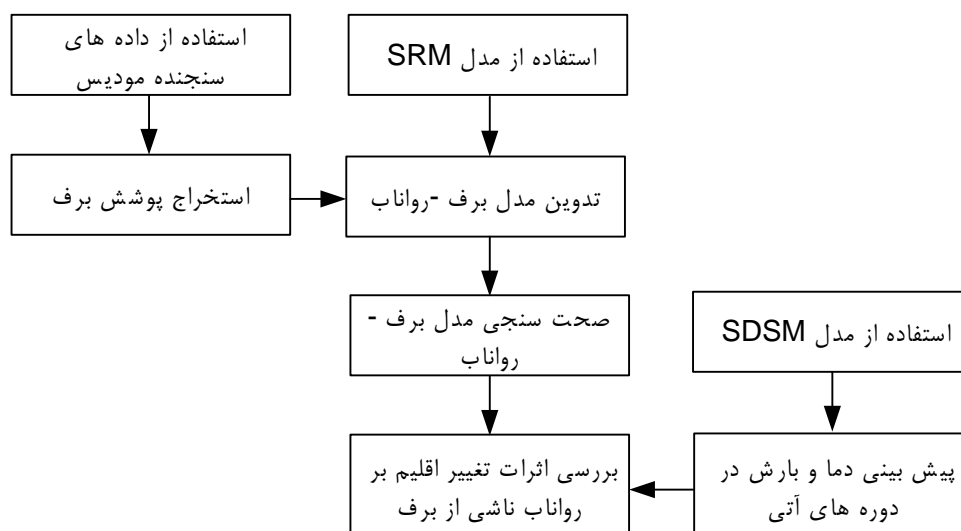 استفاده از داده های
سنجنده مودیس
استفاده از مدل SRM
استخراج پوشش برف
تدوین مدل برف -رواناب
صحت سنجی مدل برف -
رواناب
استفاده از مدل SDSM
بررسی اثرات تغییر اقلیم بر
رواناب ناشی از برف
پیش بینی دما و بارش در
دوره های آتی